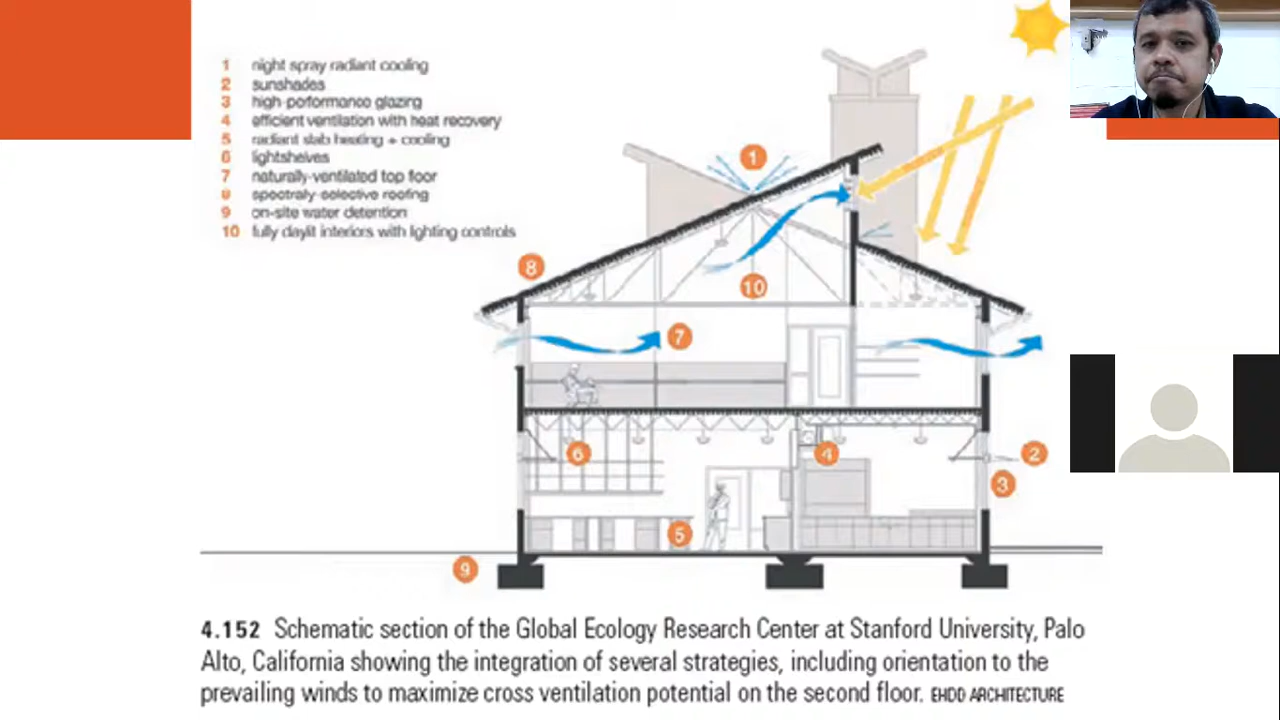 1 night spray radiant cooling
2 sunshades
3 high-performance glazing
4 efficient ventilation with heat recovery
5 radiant slab heating + cooling
6 lightshelves
7 naturally-ventilated top floor
8 spectrally-selective roofing
9 on-site water detention
10 fully daylit interiors with lighting controls
1
8
10
7
6
4
2
3
5
9
4.152 Schematic section of the Global Ecology Research Center at Stanford University, Palo
Alto, California showing the integration of several strategies, including orientation to the
prevailing winds to maximize cross ventilation potential on the second floor. EHDD ARCHITECTURE